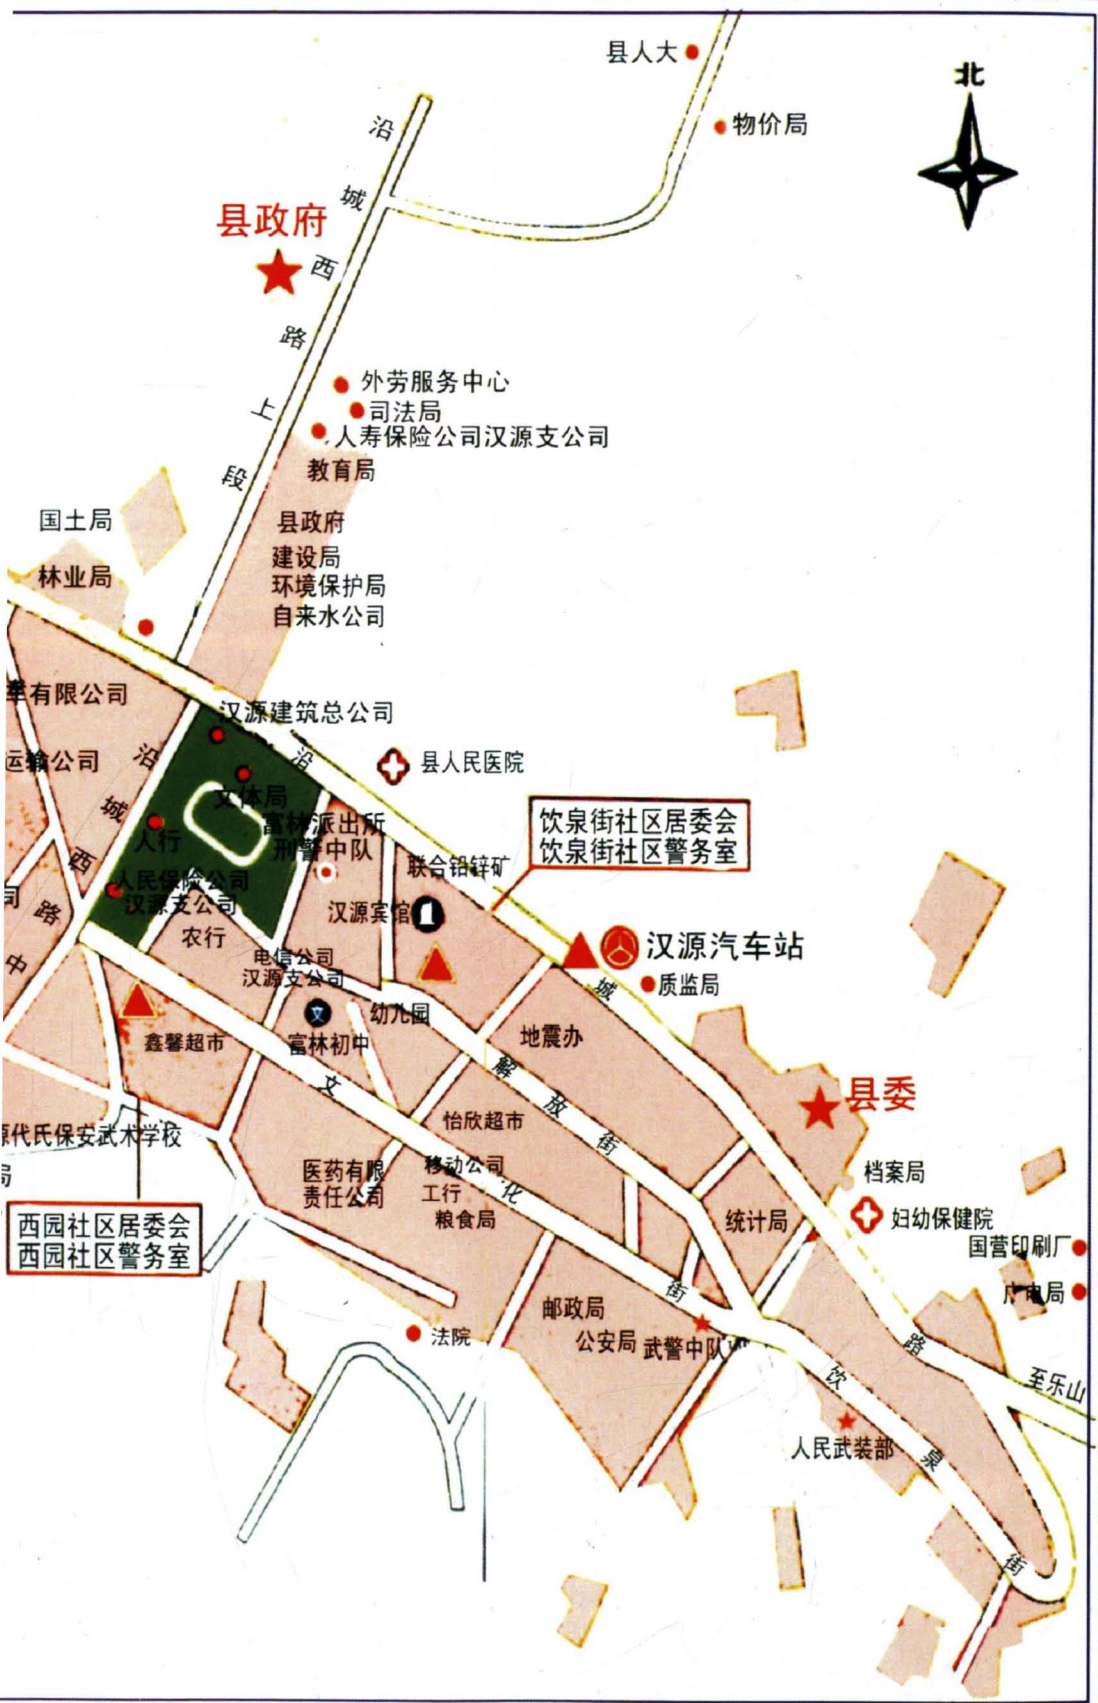 县人大
北
物价局
沿城西路上段
县政府
外劳服务中心
司法局
人寿保险公司汉源支公司
教育局
国土局
县政府
建设局
林业局
环境保护局
自来水公司
有限公司
汉源建筑总公司
运输公司
沿城西路中
沿城路
县人民医院
文体局
人行
富林派出所
刑警中队
饮泉街社区居委会
饮泉街社区警务室
联合铅锌矿
人民保险公司
汉源支公司
司
汉源宾馆
农行
电信公司
汉源支公司
汉源汽车站
质监局
幼儿园
鑫馨超市
文
富林初中
地震办
解放街
文化街
县委
怡欣超市
源代氏保安武术学校
局
医药有限
责任公司
移动公司
工行
粮食局
档案局
西园社区居委会
西园社区警务室
统计局
妇幼保健院
国营印刷厂
广电局
邮政局
法院
公安局
武警中队
至乐山
饮泉街
人民武装部